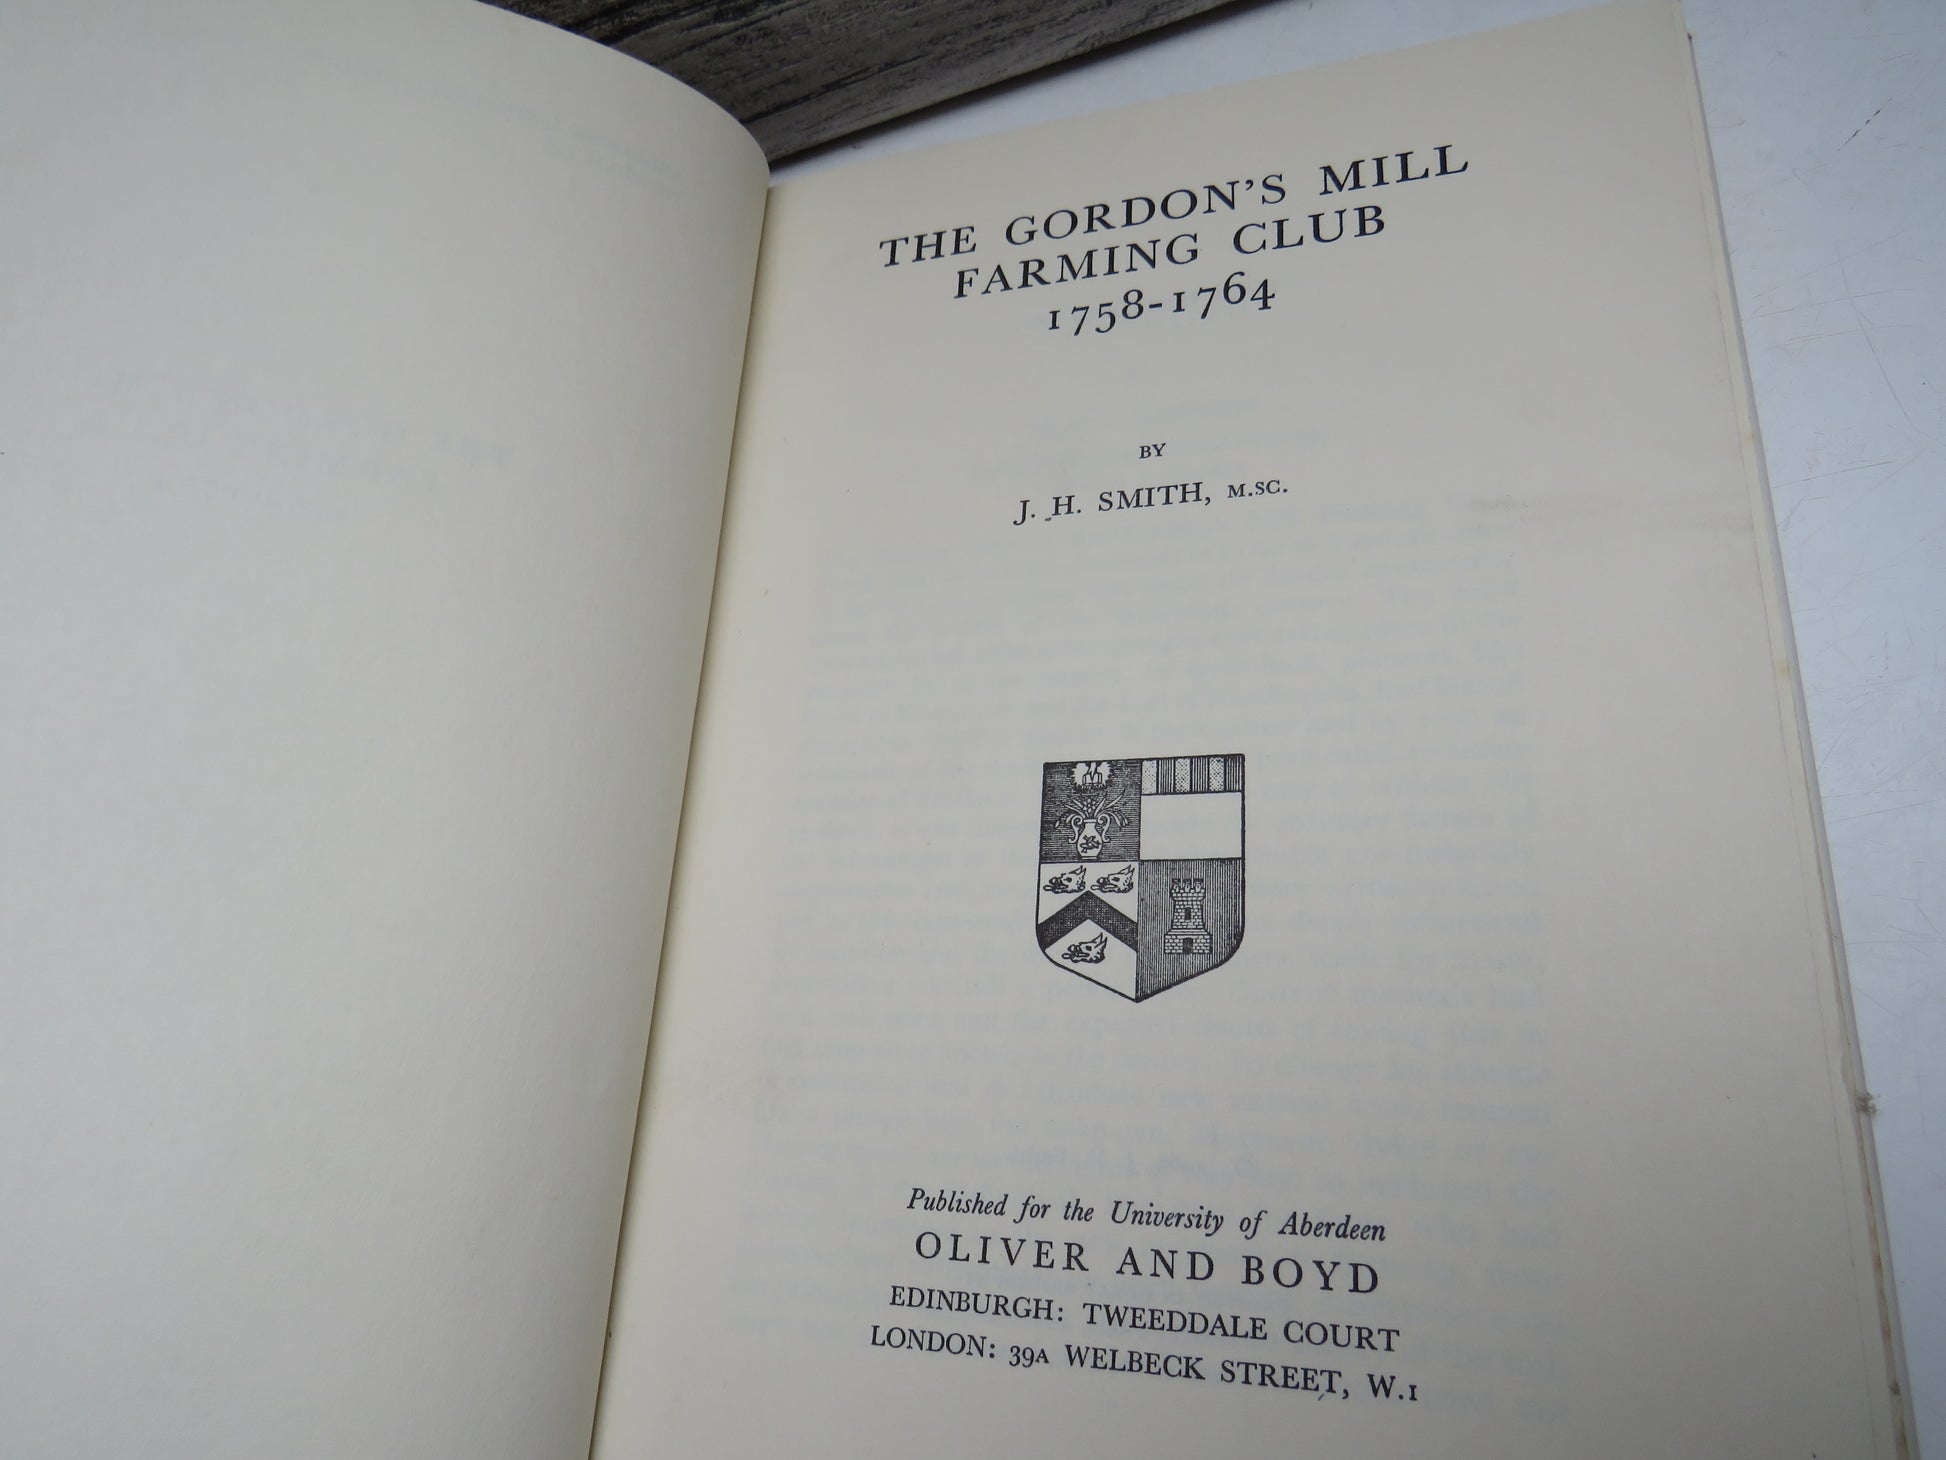 THE GORDON'S MILL
FARMING CLUB
1758-1764
BY
J. H. SMITH, M.SC.
Published for the University of Aberdeen
OLIVER AND BOYD
EDINBURGH: TWEEDDALE COURT
LONDON: 39A WELBECK STREET, W.1